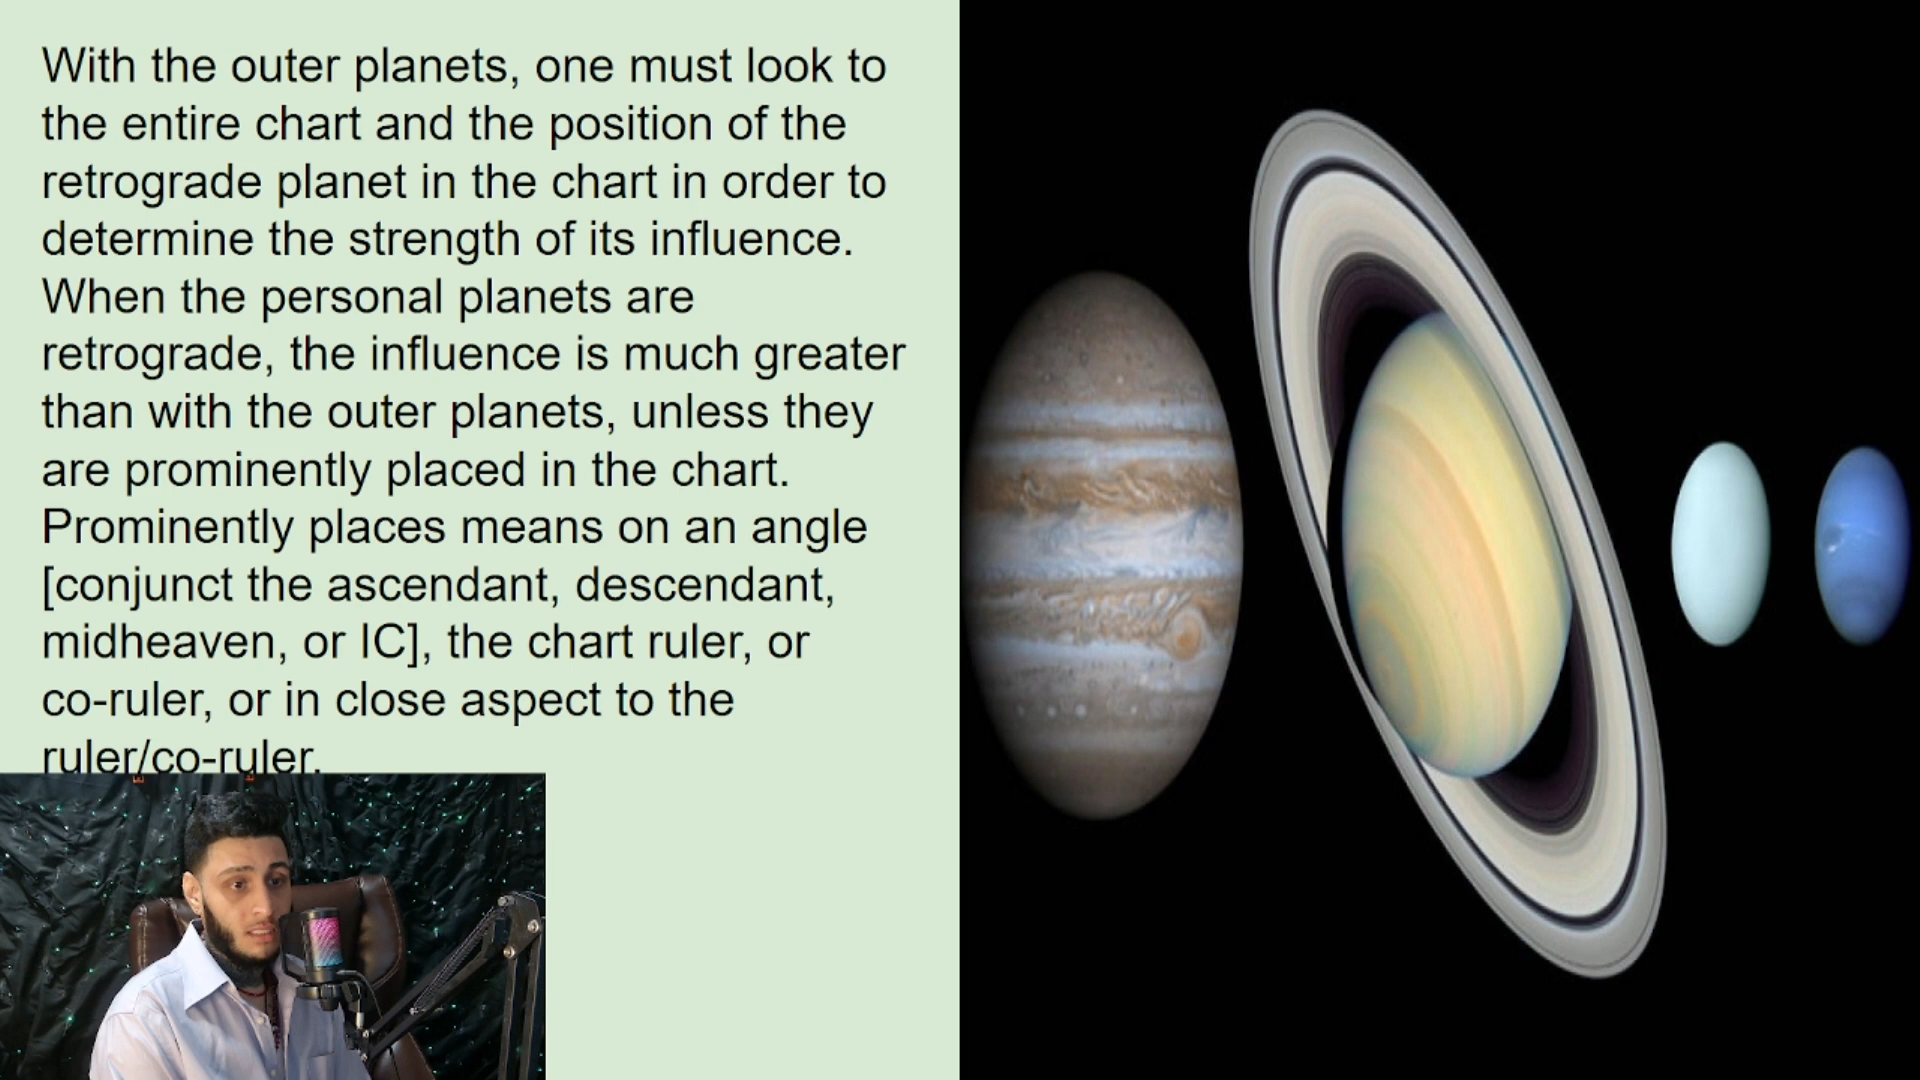 With the outer planets, one must look to
the entire chart and the position of the
retrograde planet in the chart in order to
determine the strength of its influence.
When the personal planets are
retrograde, the influence is much greater
than with the outer planets, unless they
are prominently placed in the chart.
Prominently places means on an angle
[conjunct the ascendant, descendant,
midheaven, or IC], the chart ruler, or
co-ruler, or in close aspect to the
ruler/co-ruler.